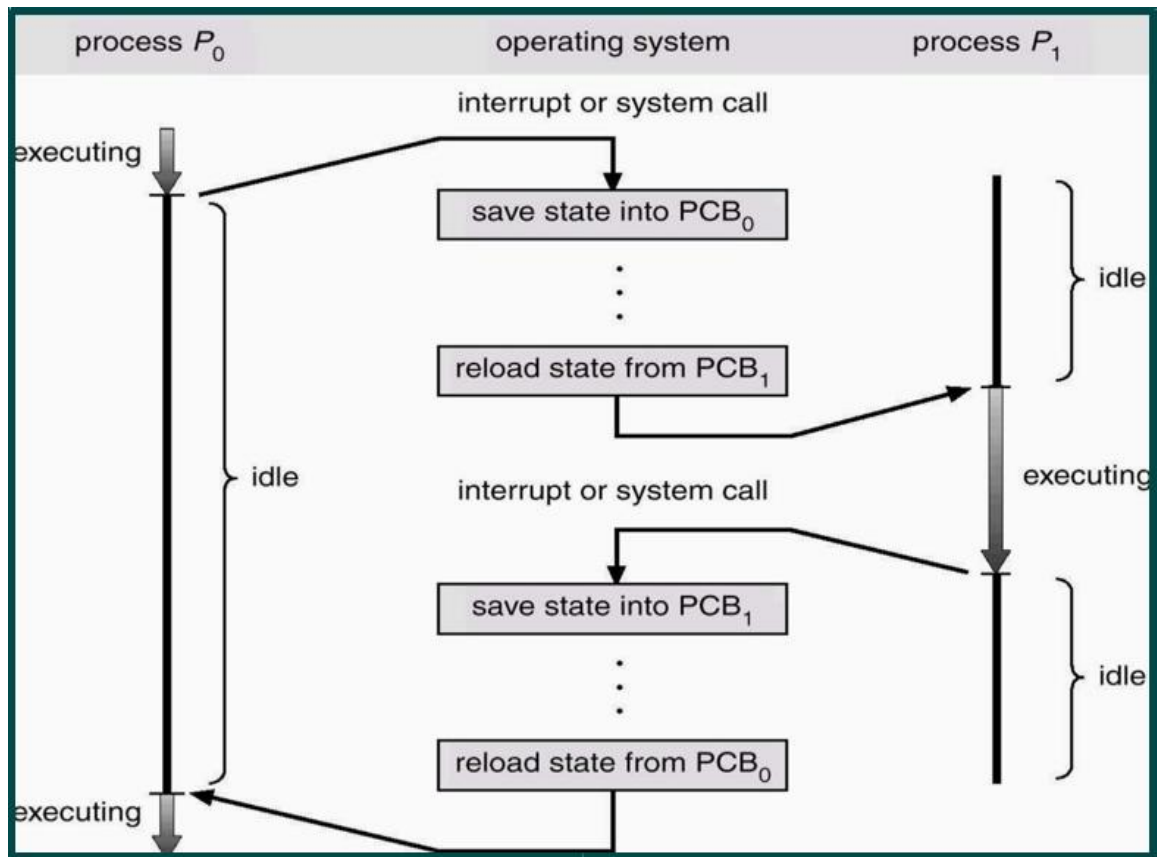 process P0
operating system
process P1
interrupt or system call
executing
save state into PCB0
idle
reload state from PCB1
idle
interrupt or system call
executing
save state into PCB1
idle
reload state from PCB0
executing